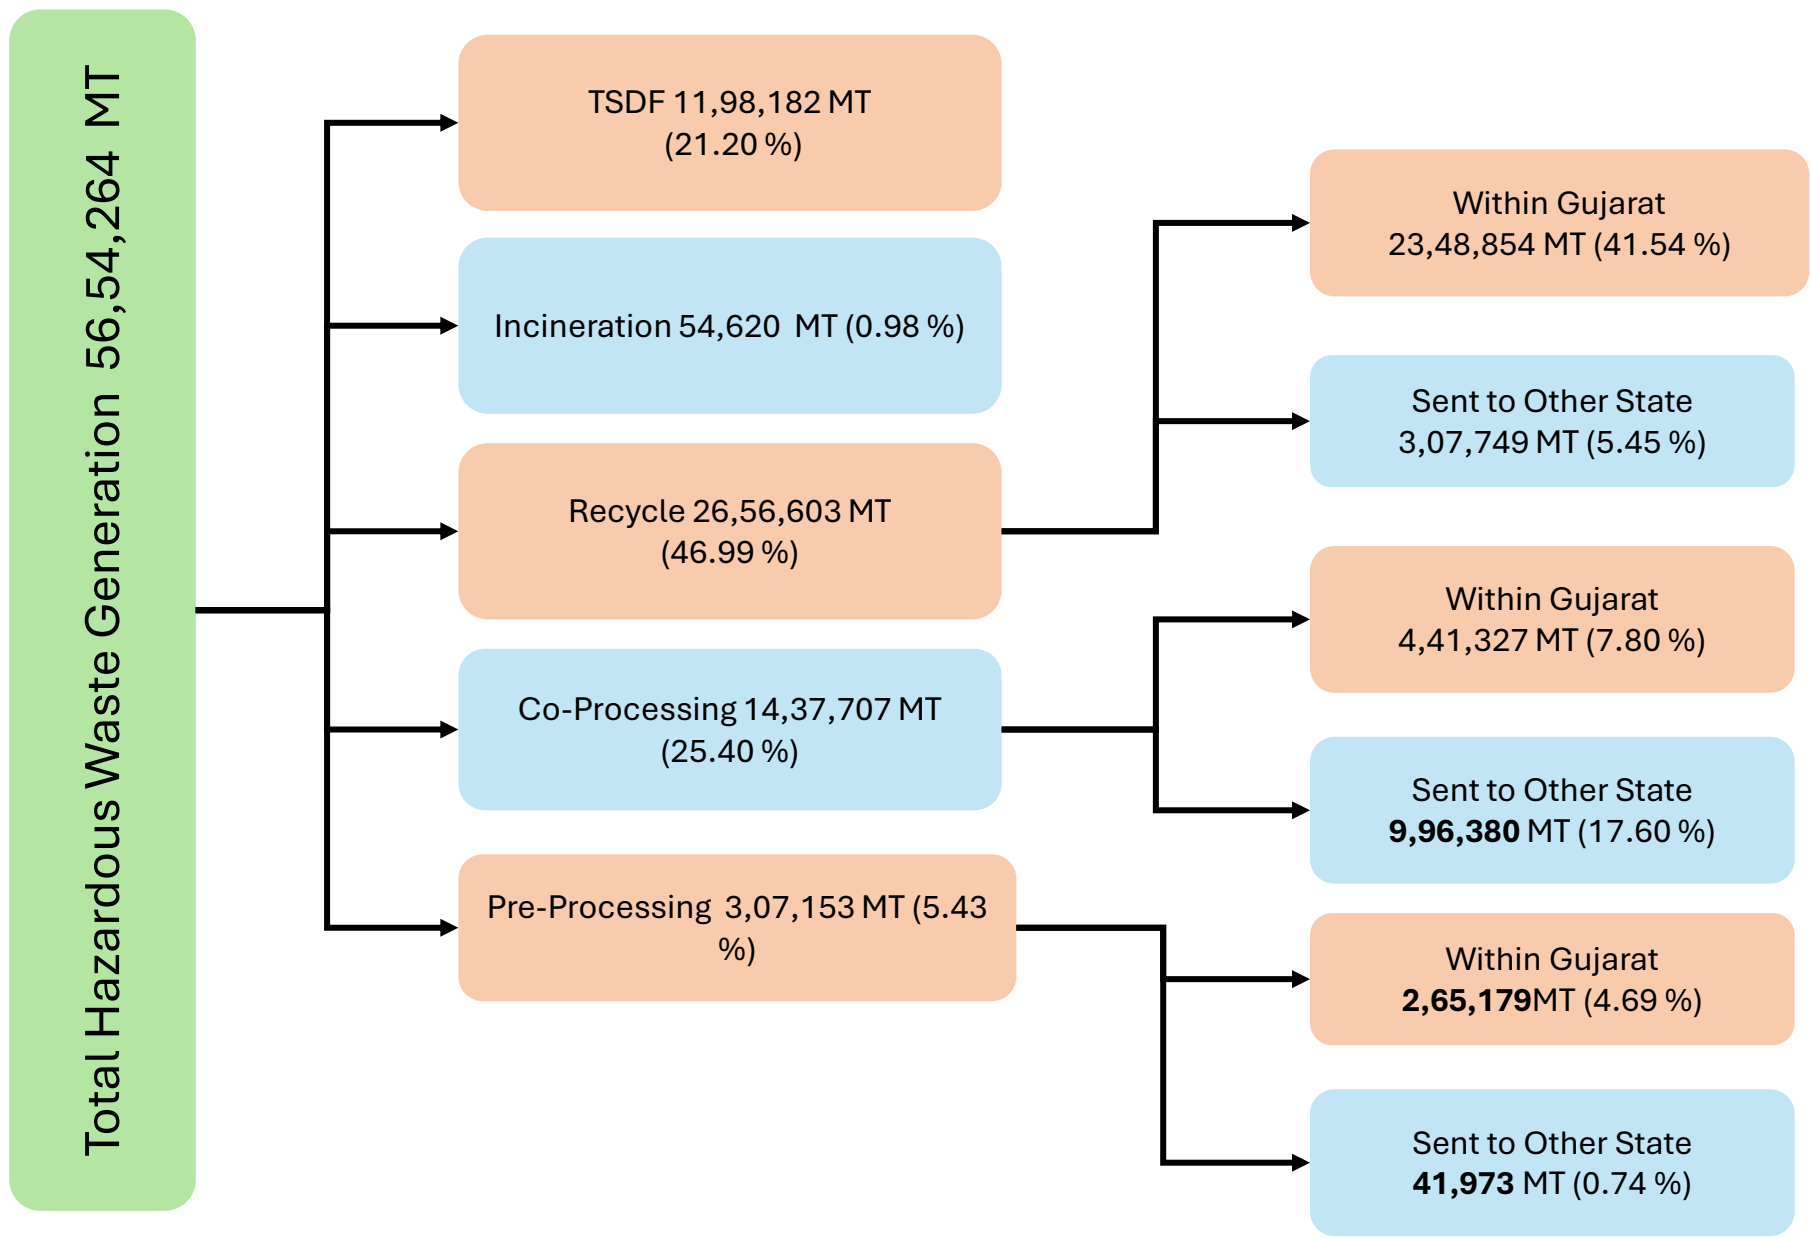 Total Hazardous Waste Generation 56,54,264 MT
TSDF 11,98,182 MT
(21.20 %)
Incineration 54,620 MT (0.98 %)
Recycle 26,56,603 MT
(46.99 %)
Co-Processing 14,37,707 MT
(25.40 %)
Pre-Processing 3,07,153 MT (5.43
%)
Within Gujarat
23,48,854 MT (41.54 %)
Sent to Other State
3,07,749 MT (5.45 %)
Within Gujarat
4,41,327 MT (7.80 %)
Sent to Other State
9,96,380 MT (17.60 %)
Within Gujarat
2,65,179MT (4.69 %)
Sent to Other State
41,973 MT (0.74 %)